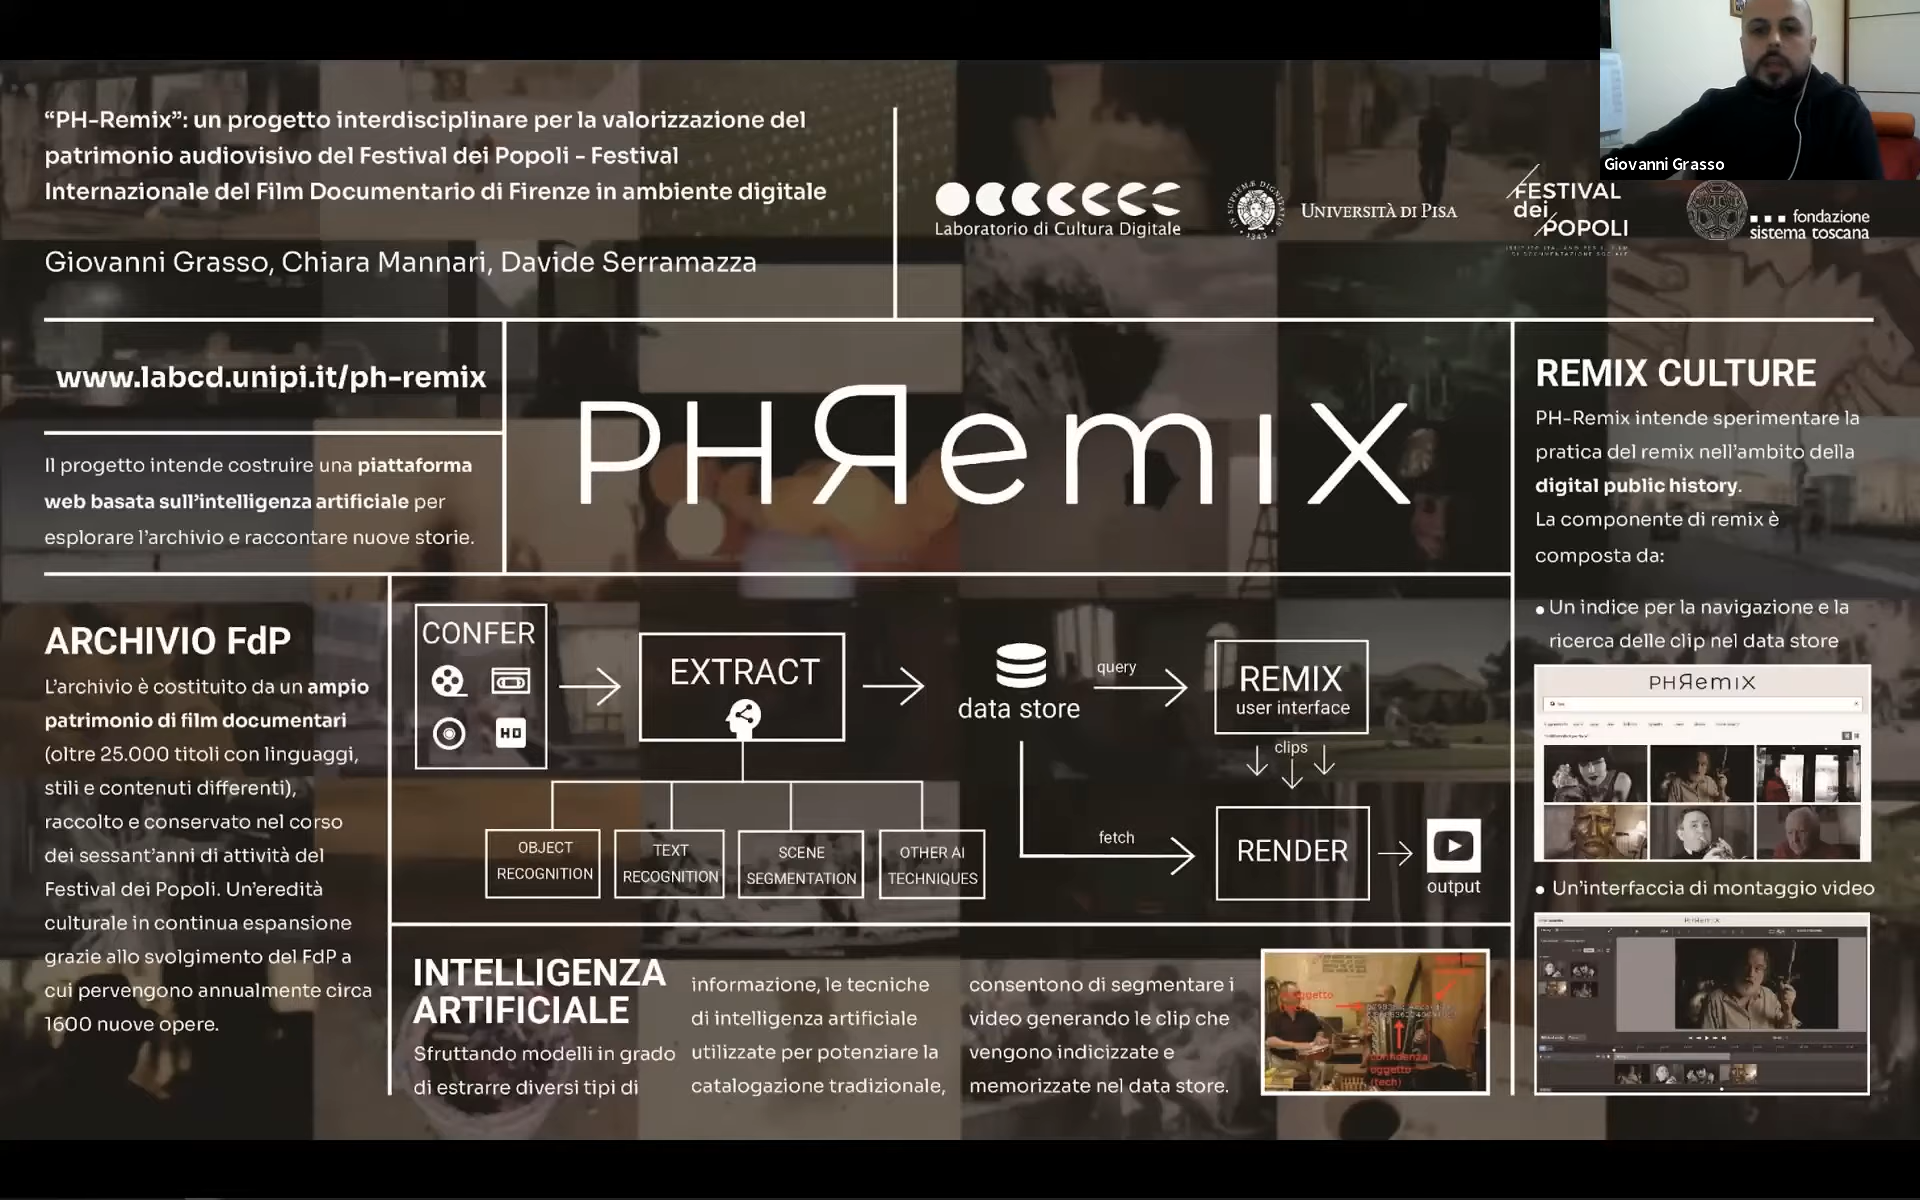 “PH-Remix”: un progetto interdisciplinare per la valorizzazione del
patrimonio audiovisivo del Festival dei Popoli - Festival
Internazionale del Film Documentario di Firenze in ambiente digitale
Giovanni Grasso, Chiara Mannari, Davide Serramazza
Laboratorio di Cultura Digitale
UNIVERSITÀ DI PISA
FESTIVAL
dei
POPOLI
fondazione
sistema toscana
Giovanni Grasso
www.labcd.unipi.it/ph-remix
Il progetto intende costruire una piattaforma
web basata sull’intelligenza artificiale per
esplorare l’archivio e raccontare nuove storie.
PHRemiX
ARCHIVIO FdP
L’archivio è costituito da un ampio
patrimonio di film documentari
(oltre 25.000 titoli con linguaggi,
stili e contenuti differenti),
raccolto e conservato nel corso
dei sessant’anni di attività del
Festival dei Popoli. Un’eredità
culturale in continua espansione
grazie allo svolgimento del FdP a
cui pervengono annualmente circa
1600 nuove opere.
CONFER
HD
EXTRACT
OBJECT
RECOGNITION
TEXT
RECOGNITION
SCENE
SEGMENTATION
OTHER AI
TECHNIQUES
data store
query
REMIX
user interface
clips
fetch
RENDER
output
INTELLIGENZA
ARTIFICIALE
Sfruttando modelli in grado
di estrarre diversi tipi di
informazione, le tecniche
di intelligenza artificiale
utilizzate per potenziare la
catalogazione tradizionale,
consentono di segmentare i
video generando le clip che
vengono indicizzate e
memorizzate nel data store.
confidenza
oggetto
(tech)
REMIX CULTURE
PH-Remix intende sperimentare la
pratica del remix nell’ambito della
digital public history.
La componente di remix è
composta da:
• Un indice per la navigazione e la
ricerca delle clip nel data store
PHRemiX
• Un’interfaccia di montaggio video
PHRemiX